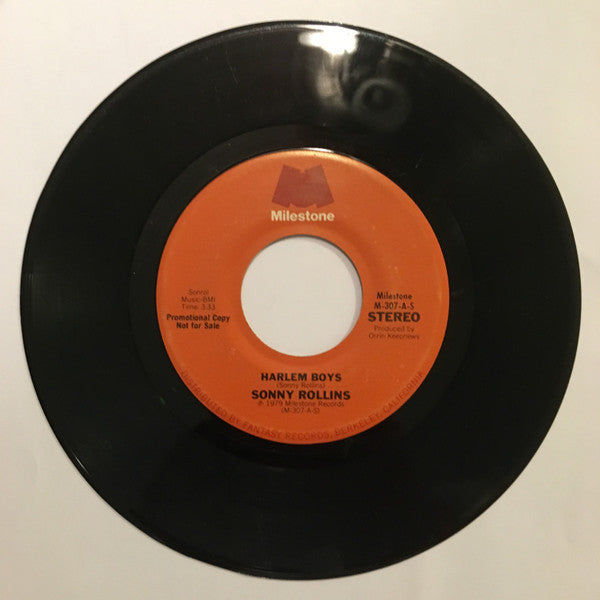 Milestone
Sonrol
Music-BMI
Time: 3:33
Promotional Copy
Not for Sale
Milestone
M-307-A-S
STEREO
Produced by
Orrin Keepnews
HARLEM BOYS
(Sonny Rollins)
SONNY ROLLINS
℗ 1979 Milestone Records
(M-307-A-S)
DISTRIBUTED BY FANTASY RECORDS, BERKELEY, CALIFORNIA